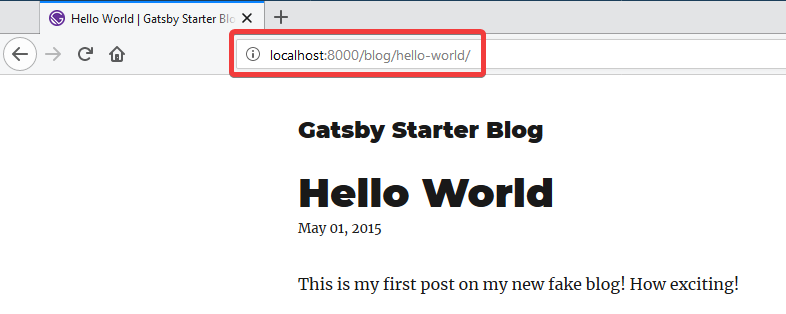 Hello World | Gatsby Starter Blo
localhost:8000/blog/hello-world/
Gatsby Starter Blog
Hello World
May 01, 2015
This is my first post on my new fake blog! How exciting!